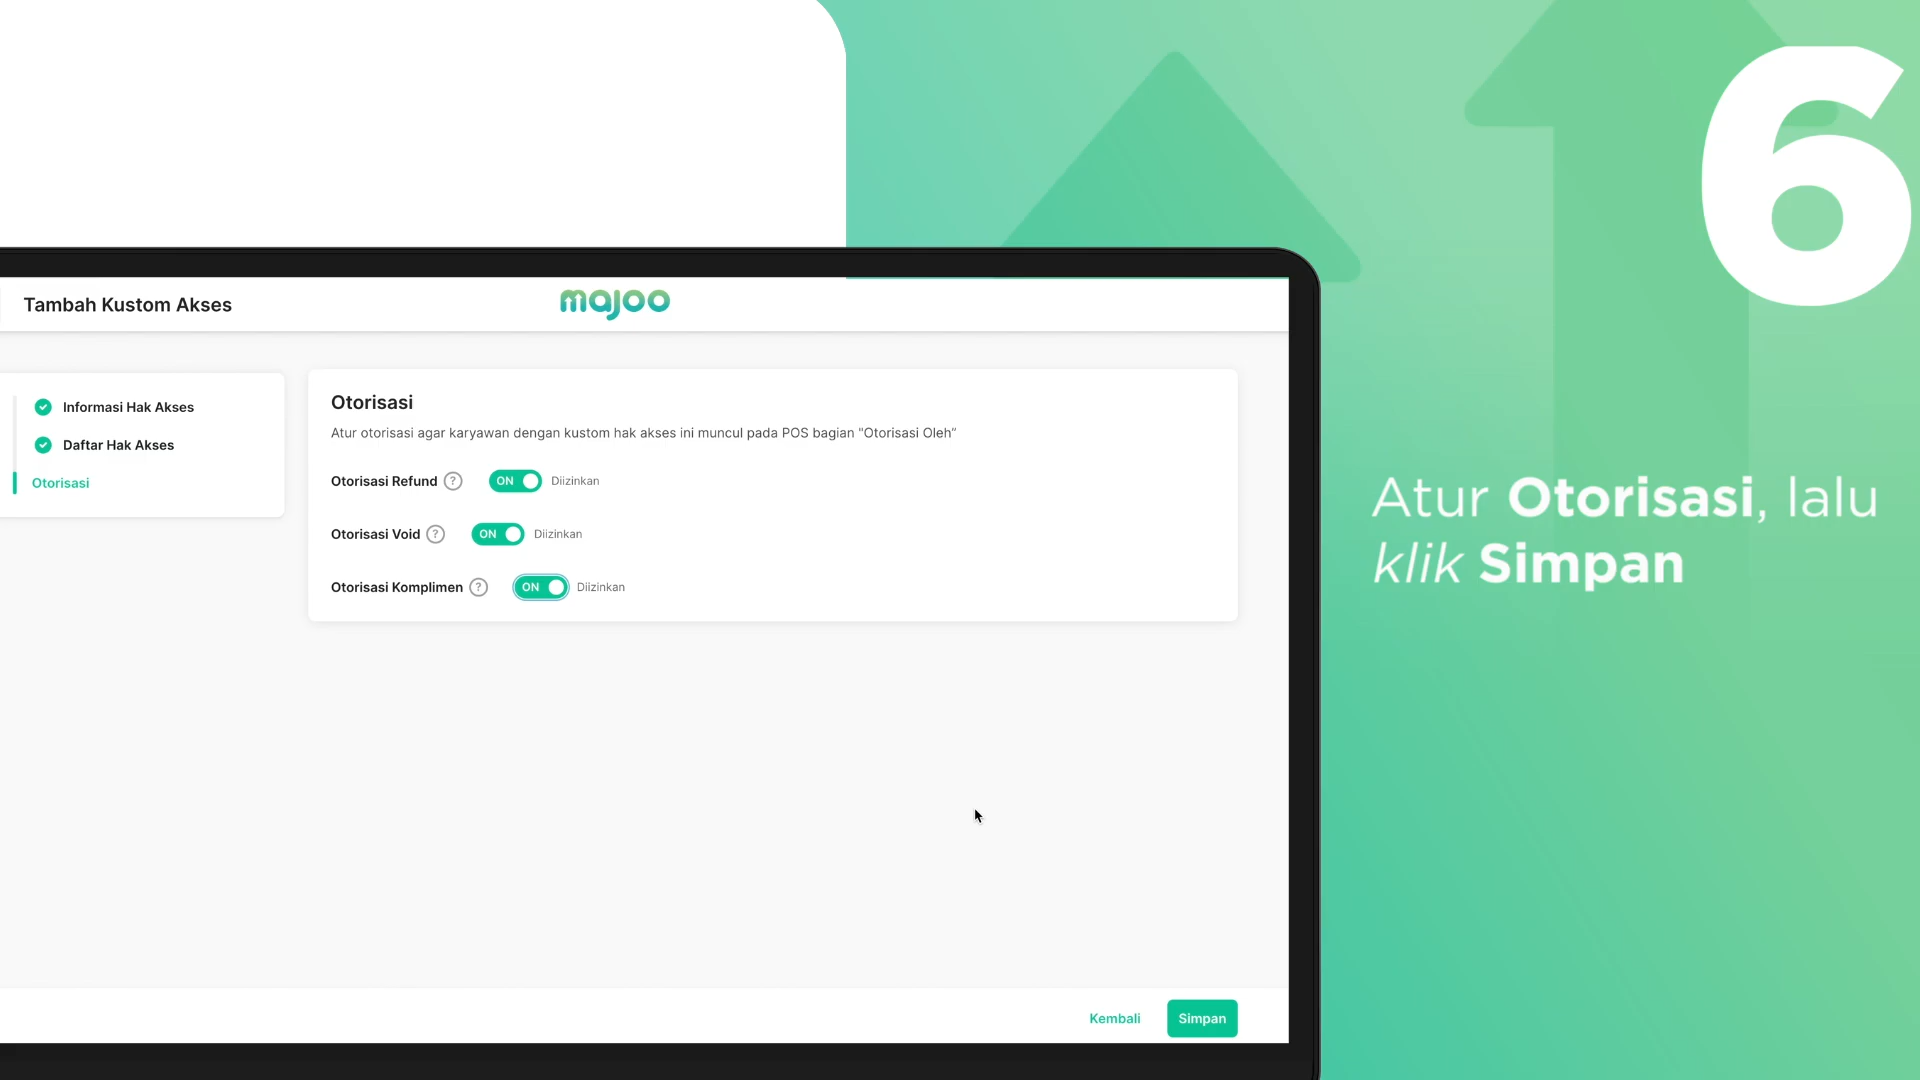 6
Tambah Kustom Akses
majoo
Informasi Hak Akses
Daftar Hak Akses
Otorisasi
Otorisasi
Atur otorisasi agar karyawan dengan kustom hak akses ini muncul pada POS bagian "Otorisasi Oleh"
Otorisasi Refund ? ON Diizinkan
Otorisasi Void ? ON Diizinkan
Otorisasi Komplimen ? ON Diizinkan
Kembali
Simpan
Atur Otorisasi, lalu
klik Simpan